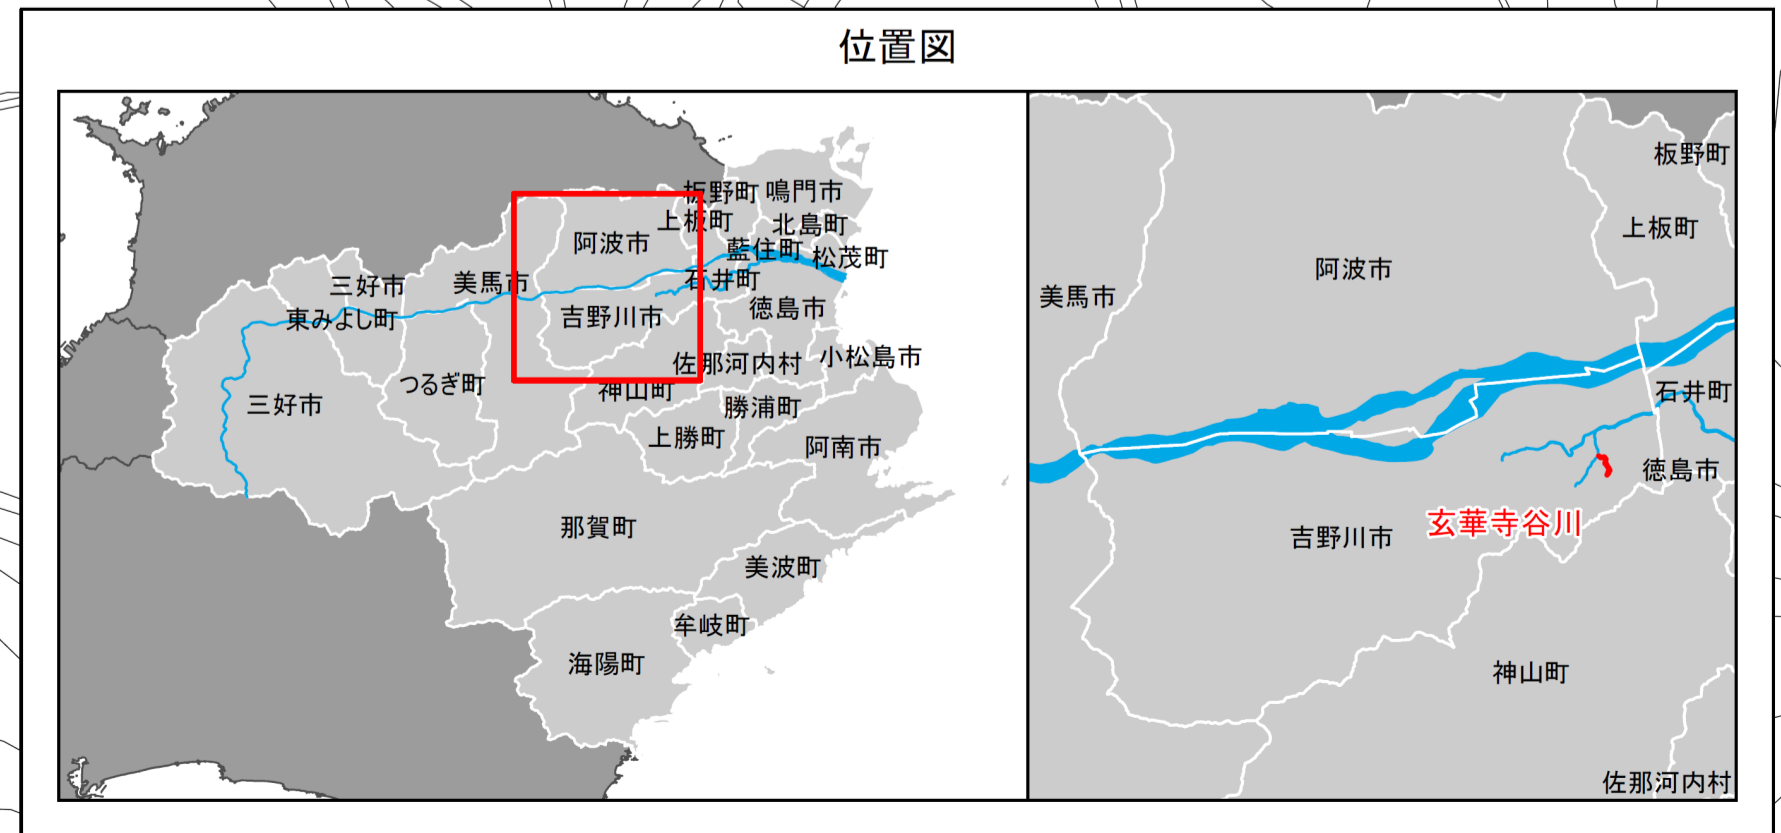 位置図
板野町
鳴門市
上板町
北島町
阿波市
藍住町
松茂町
三好市
美馬市
石井町
東みよし町
吉野川市
徳島市
佐那河内村
小松島市
つるぎ町
神山町
三好市
勝浦町
上勝町
阿南市
那賀町
美波町
牟岐町
海陽町
板野町
上板町
阿波市
美馬市
石井町
徳島市
玄華寺谷川
吉野川市
神山町
佐那河内村